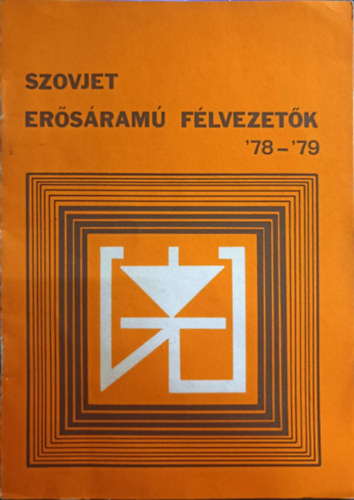 SZOVJET
ERŐSÁRAMÚ FÉLVEZETŐK
'78-'79